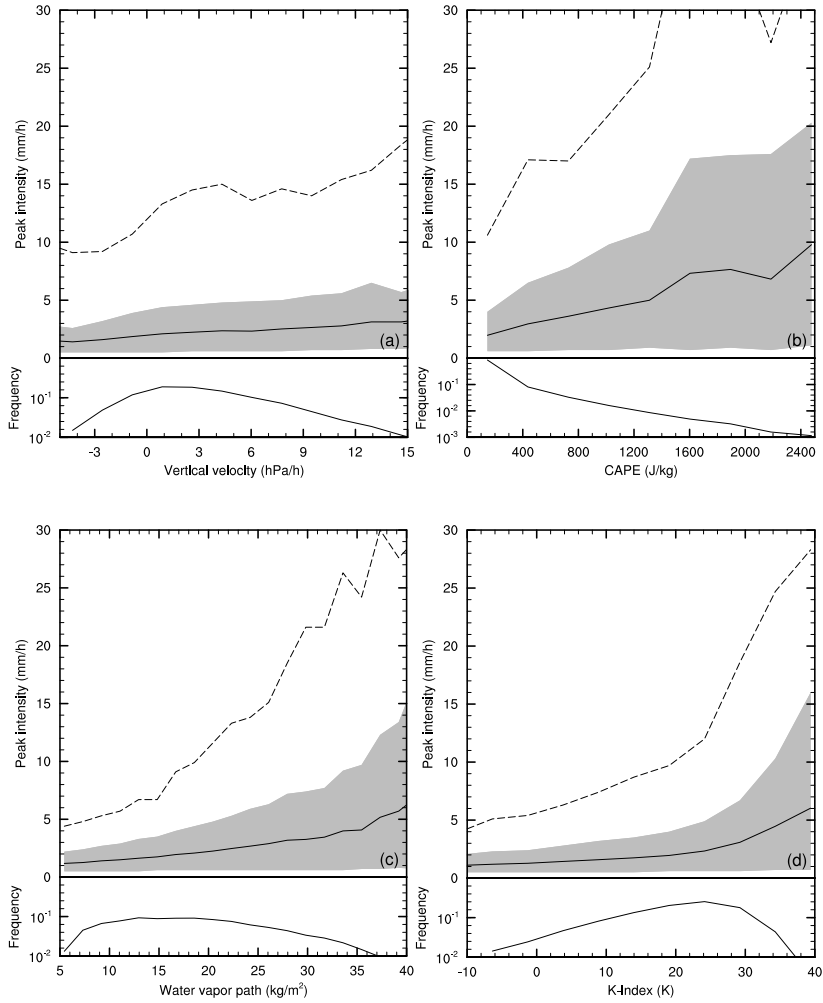 30
25
20
15
10
5
0
Peak intensity (mm/h)
(a)
10⁻¹
10⁻²
Frequency
-3 0 3 6 9 12 15
Vertical velocity (hPa/h)
30
25
20
15
10
5
0
Peak intensity (mm/h)
(b)
10⁻¹
10⁻²
10⁻³
Frequency
0 400 800 1200 1600 2000 2400
CAPE (J/kg)
30
25
20
15
10
5
0
Peak intensity (mm/h)
(c)
10⁻¹
10⁻²
Frequency
5 10 15 20 25 30 35 40
Water vapor path (kg/m²)
30
25
20
15
10
5
0
Peak intensity (mm/h)
(d)
10⁻¹
10⁻²
Frequency
-10 0 10 20 30 40
K-Index (K)